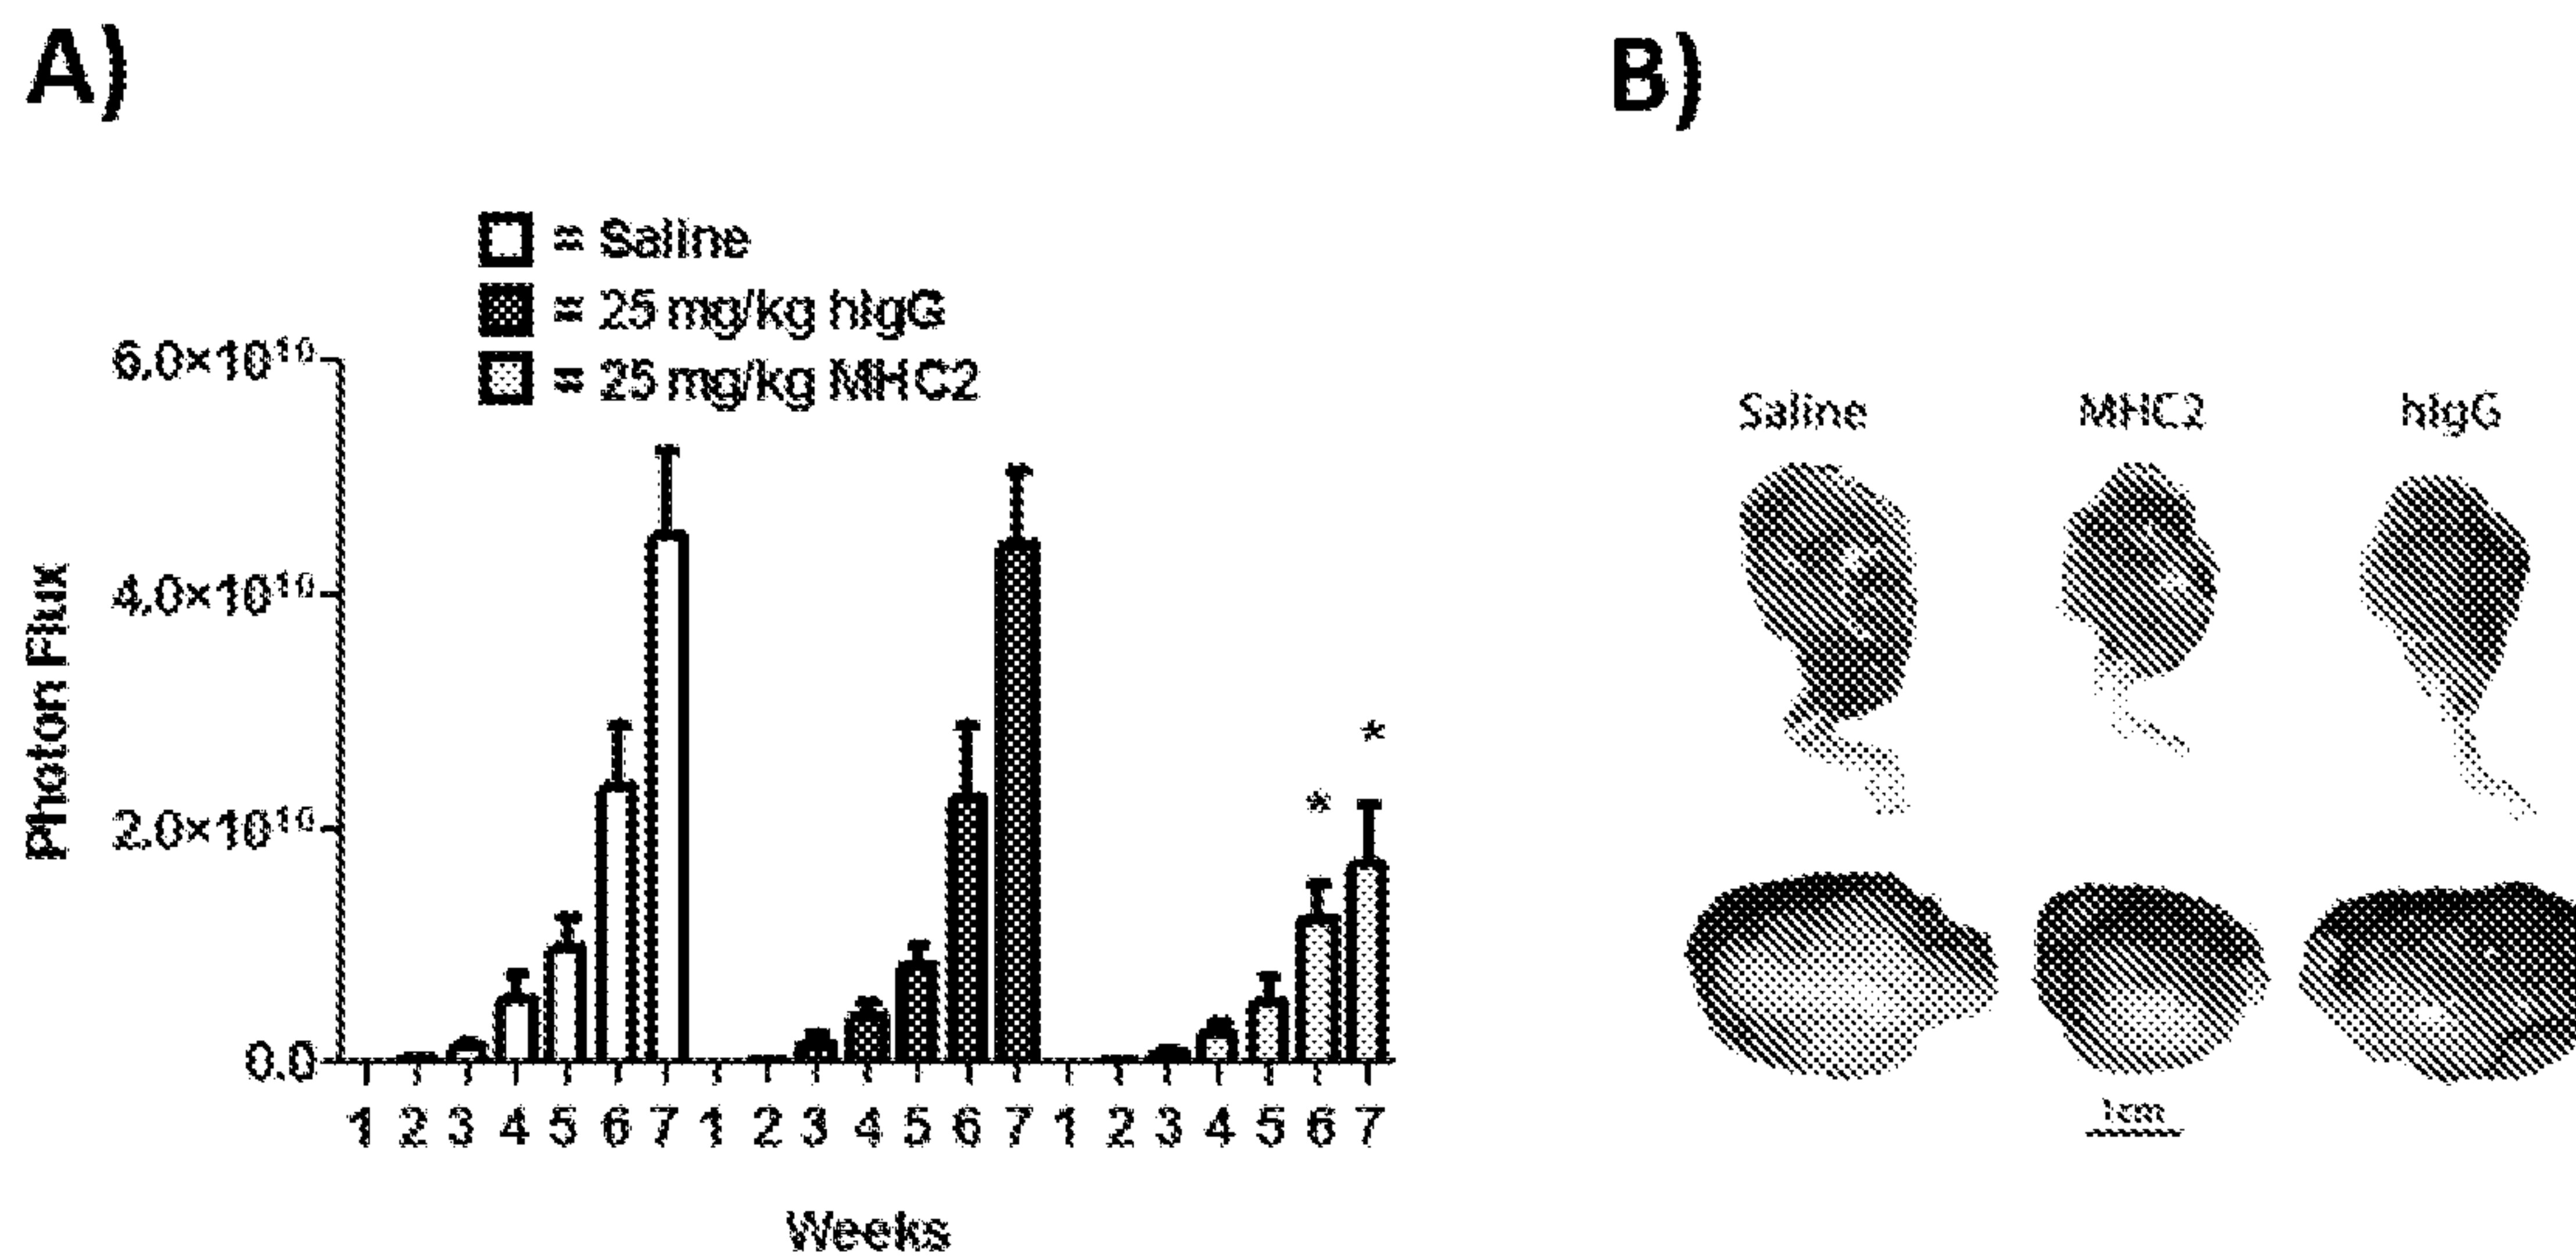 A)
B)
= Saline
= 25 mg/kg hIgG
= 25 mg/kg MHC2
6.0×10¹⁰
4.0×10¹⁰
2.0×10¹⁰
0.0
Photon Flux
1 2 3 4 5 6 7 1 2 3 4 5 6 7 1 2 3 4 5 6 7
Weeks
* *
Saline MHC2 hIgG
1cm